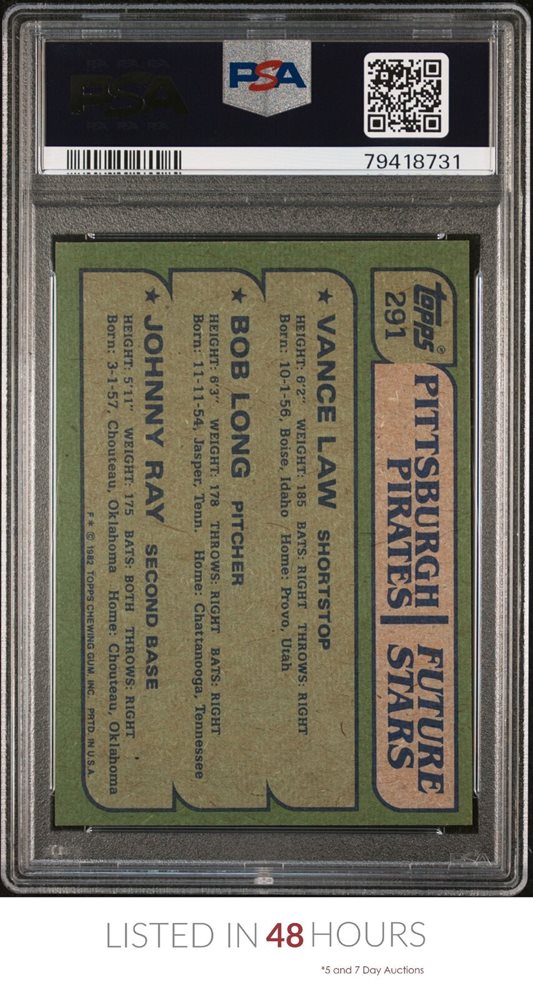 PSA
PSA
79418731
topps®
291
PITTSBURGH
PIRATES
FUTURE
STARS
★ VANCE LAW SHORTSTOP
HEIGHT: 6'2" WEIGHT: 185 BATS: RIGHT THROWS: RIGHT
Born: 10-1-56, Boise, Idaho Home: Provo, Utah
★ BOB LONG PITCHER
HEIGHT: 6'3" WEIGHT: 178 THROWS: RIGHT BATS: RIGHT
Born: 11-11-54, Jasper, Tenn. Home: Chattanooga, Tennessee
★ JOHNNY RAY SECOND BASE
HEIGHT: 5'11" WEIGHT: 175 BATS: BOTH THROWS: RIGHT
Born: 3-1-57, Chouteau, Oklahoma Home: Chouteau, Oklahoma
F* © 1982 TOPPS CHEWING GUM, INC. PRTD. IN U.S.A.
PSA
LISTED IN 48 HOURS
*5 and 7 Day Auctions